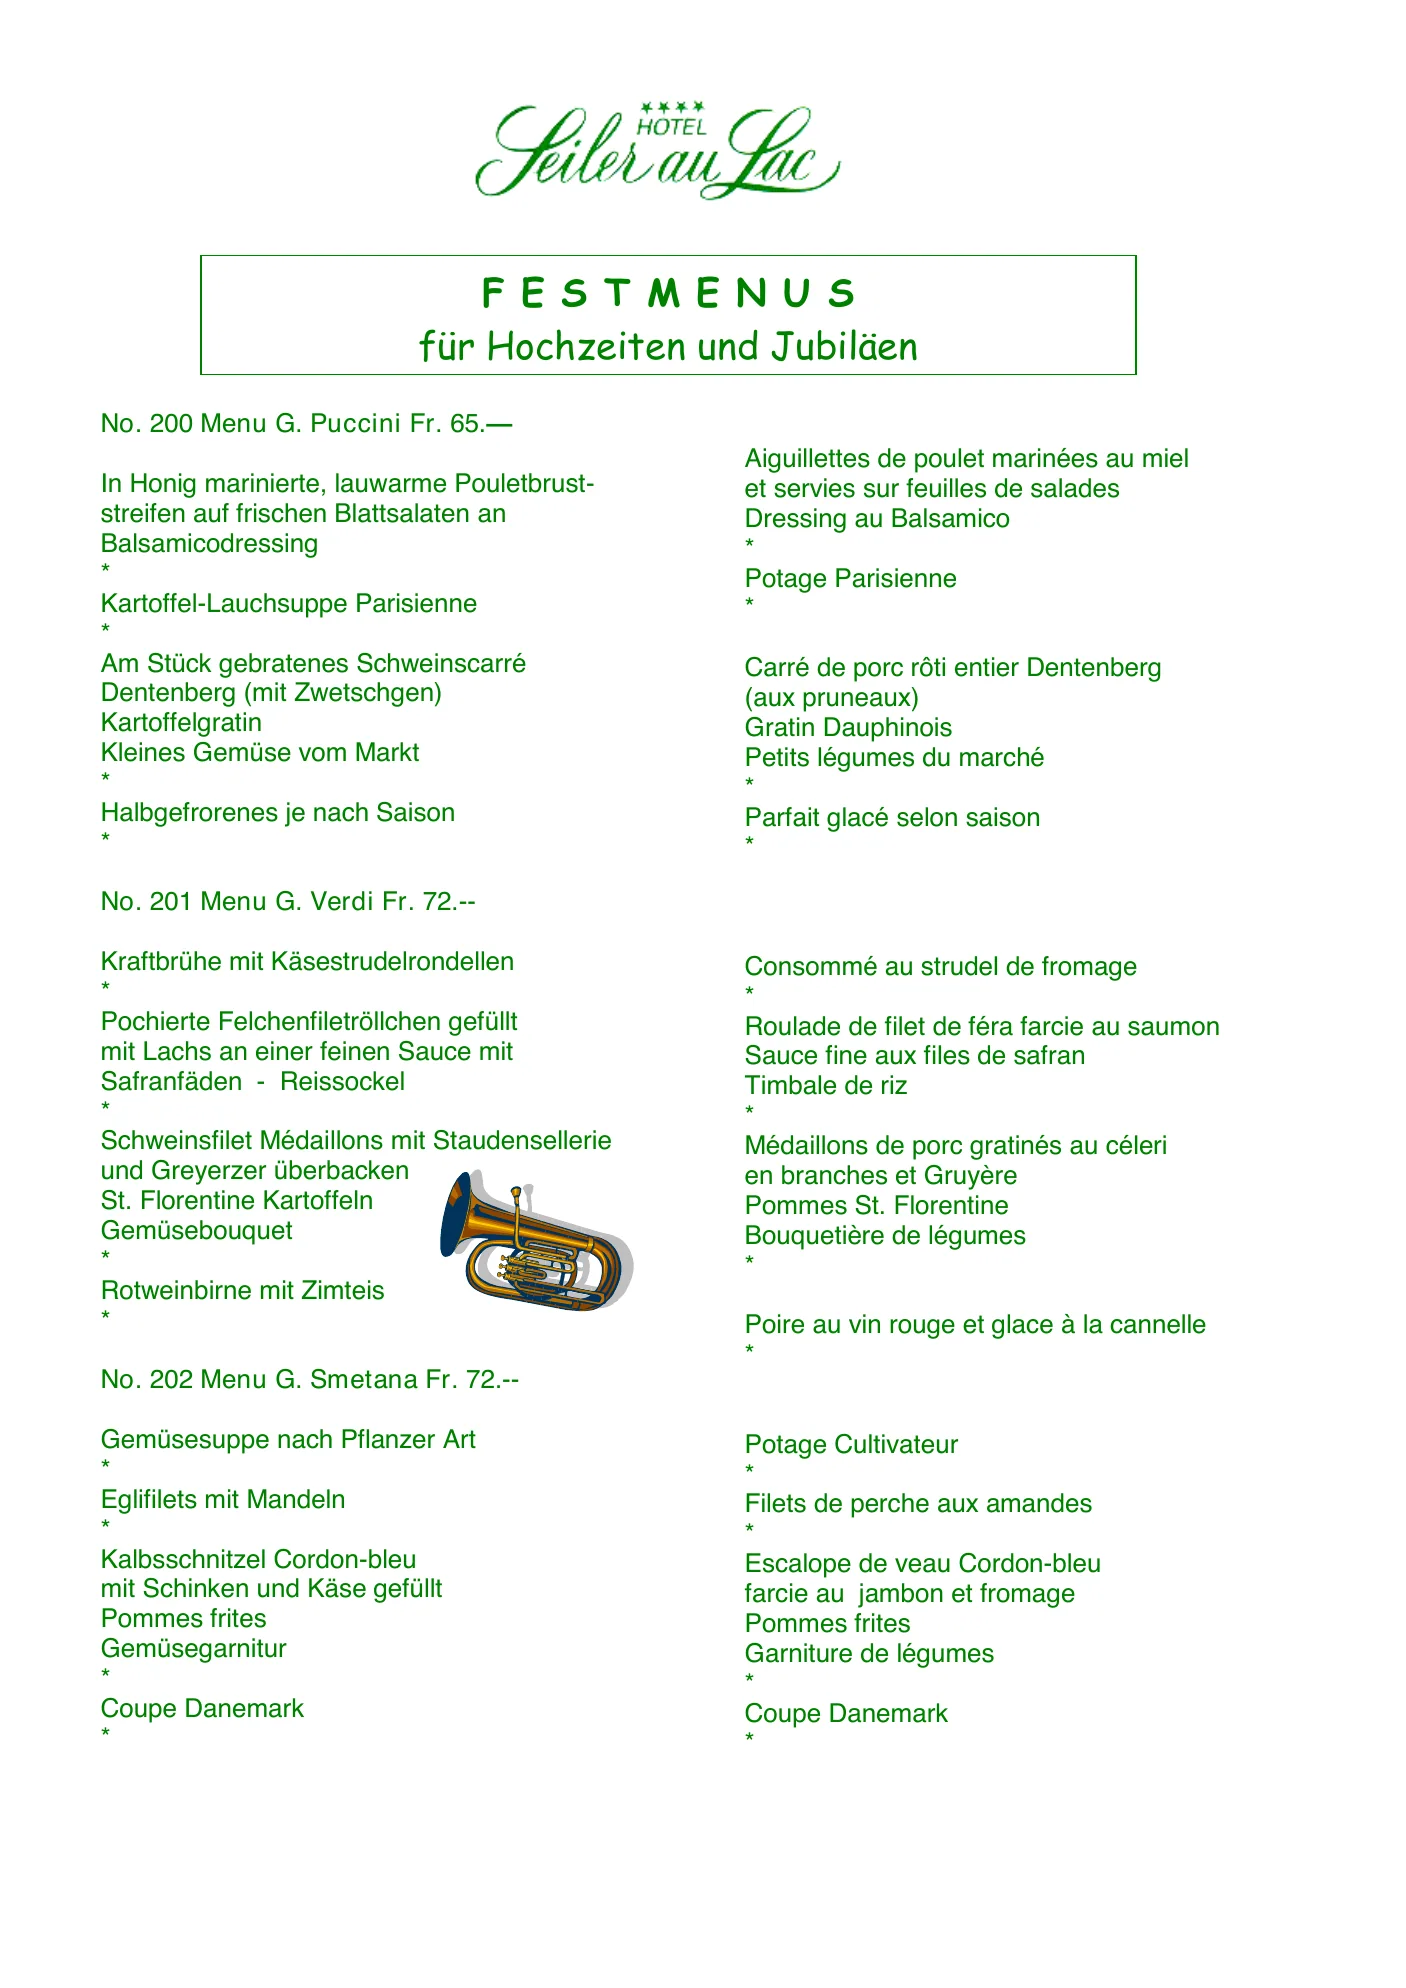 ****
HOTEL
Seiler au Lac
FESTMENUS
für Hochzeiten und Jubiläen
No. 200 Menu G. Puccini Fr. 65.—
In Honig marinierte, lauwarme Pouletbrust-
streifen auf frischen Blattsalaten an
Balsamicodressing
*
Kartoffel-Lauchsuppe Parisienne
*
Am Stück gebratenes Schweinscarré
Dentenberg (mit Zwetschgen)
Kartoffelgratin
Kleines Gemüse vom Markt
*
Halbgefrorenes je nach Saison
*
Aiguillettes de poulet marinées au miel
et servies sur feuilles de salades
Dressing au Balsamico
*
Potage Parisienne
*
Carré de porc rôti entier Dentenberg
(aux pruneaux)
Gratin Dauphinois
Petits légumes du marché
*
Parfait glacé selon saison
*
No. 201 Menu G. Verdi Fr. 72.--
Kraftbrühe mit Käsestrudelrondellen
*
Pochierte Felchenfiletröllchen gefüllt
mit Lachs an einer feinen Sauce mit
Safranfäden - Reissockel
*
Schweinsfilet Médaillons mit Staudensellerie
und Greyerzer überbacken
St. Florentine Kartoffeln
Gemüsebouquet
*
Rotweinbirne mit Zimteis
*
Consommé au strudel de fromage
*
Roulade de filet de féra farcie au saumon
Sauce fine aux files de safran
Timbale de riz
*
Médaillons de porc gratinés au céleri
en branches et Gruyère
Pommes St. Florentine
Bouquetière de légumes
*
Poire au vin rouge et glace à la cannelle
*
No. 202 Menu G. Smetana Fr. 72.--
Gemüsesuppe nach Pflanzer Art
*
Eglifilets mit Mandeln
*
Kalbsschnitzel Cordon-bleu
mit Schinken und Käse gefüllt
Pommes frites
Gemüsegarnitur
*
Coupe Danemark
*
Potage Cultivateur
*
Filets de perche aux amandes
*
Escalope de veau Cordon-bleu
farcie au jambon et fromage
Pommes frites
Garniture de légumes
*
Coupe Danemark
*